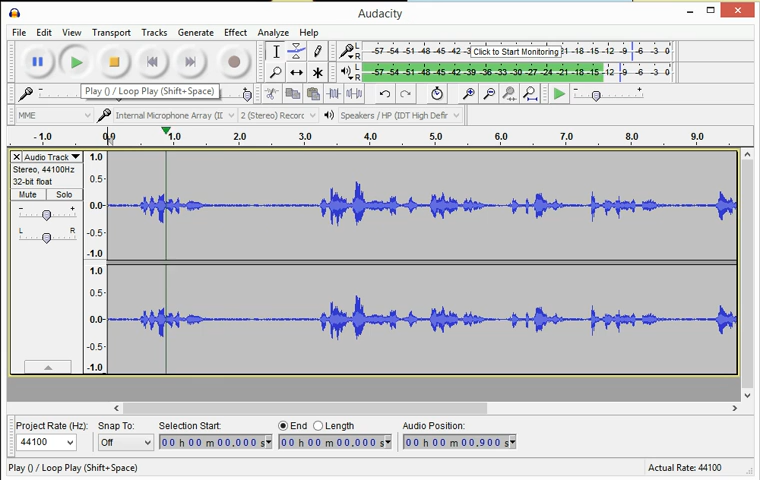 Audacity
File Edit View Transport Tracks Generate Effect Analyze Help
L R -57 -54 -51 -48 -45 -42 -3 Click to Start Monitoring -12 -9 -6 -3 0
L R -57 -54 -51 -48 -45 -42 -39 -36 -33 -30 -27 -24 -21 -18 -15 -12 -9 -6 -3 0
Play () / Loop Play (Shift+Space)
MME Internal Microphone Array (II 2 (Stereo) Record Speakers / HP (IDT High Defir
-1.0 0.0 1.0 2.0 3.0 4.0 5.0 6.0 7.0 8.0 9.0
Audio Track 1.0
Stereo, 44100Hz
32-bit float 0.5
Mute Solo
- + 0.0
L R -0.5
-1.0
1.0
0.5
0.0
-0.5
-1.0
Project Rate (Hz): Snap To: Selection Start: End Length Audio Position:
44100 Off 00 h 00 m 00.000 s 00 h 00 m 00.000 s 00 h 00 m 00.900 s
Play () / Loop Play (Shift+Space) Actual Rate: 44100